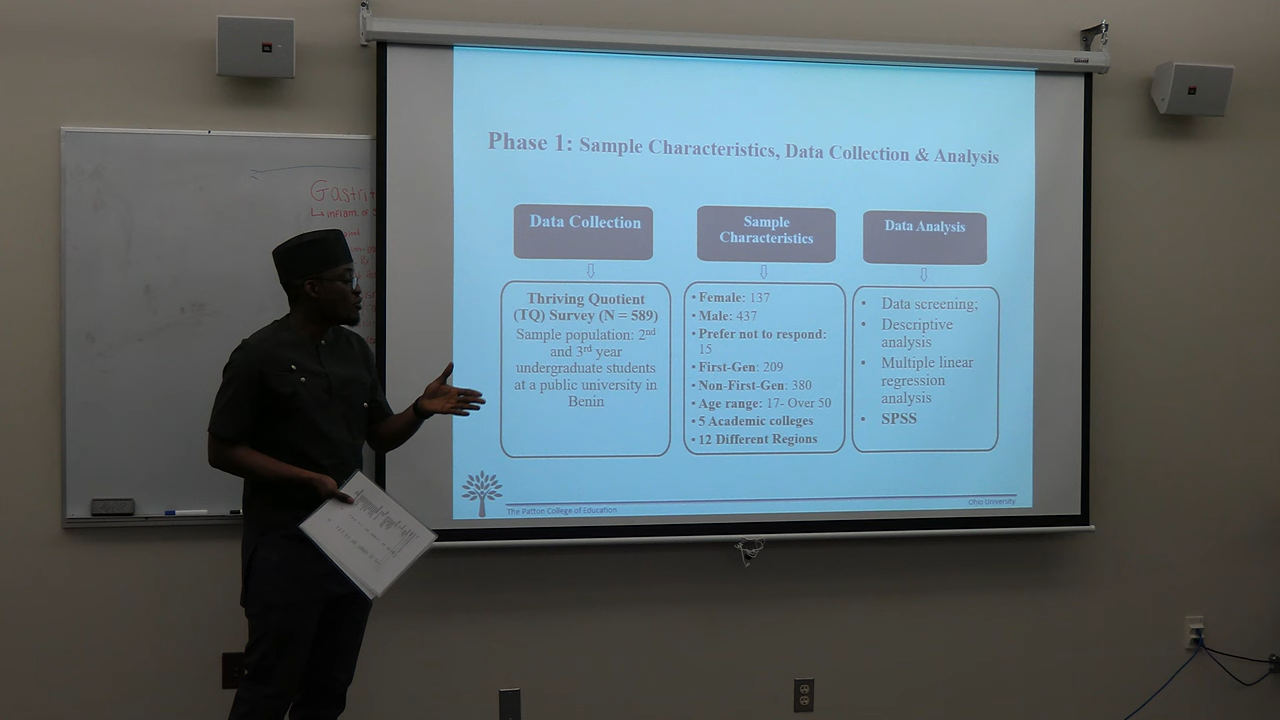 Phase 1: Sample Characteristics, Data Collection & Analysis
Data Collection
Thriving Quotient
(TQ) Survey (N = 589)
Sample population: 2nd
and 3rd year
undergraduate students
at a public university in
Benin
Sample
Characteristics
• Female: 137
• Male: 437
• Prefer not to respond:
15
• First-Gen: 209
• Non-First-Gen: 380
• Age range: 17- Over 50
• 5 Academic colleges
• 12 Different Regions
Data Analysis
• Data screening;
• Descriptive
analysis
• Multiple linear
regression
analysis
• SPSS
The Patton College of Education
Ohio University